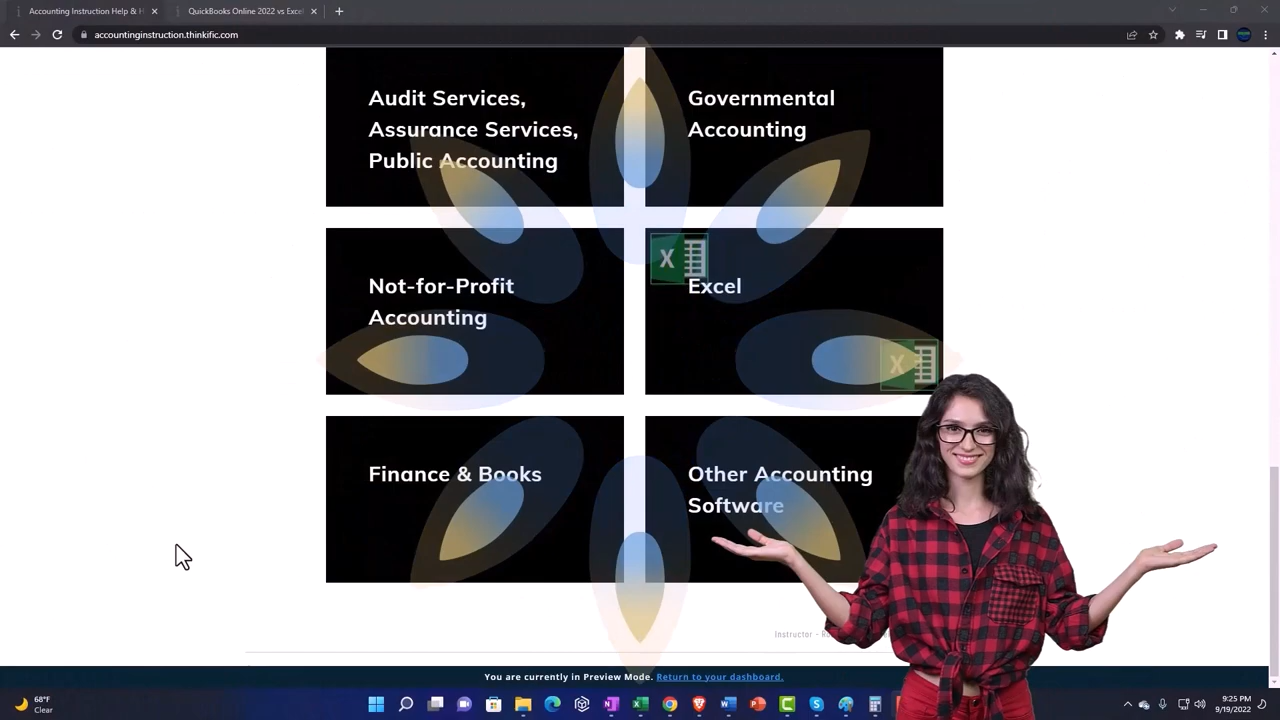 Accounting Instruction Help & H
QuickBooks Online 2022 vs Excel
accountinginstruction.thinkific.com
Audit Services,
Assurance Services,
Public Accounting
Governmental
Accounting
Not-for-Profit
Accounting
X
Excel
X
Finance & Books
Other Accounting
Software
Instructor -
You are currently in Preview Mode. Return to your dashboard.
68°F
Clear
9:25 PM
9/19/2022